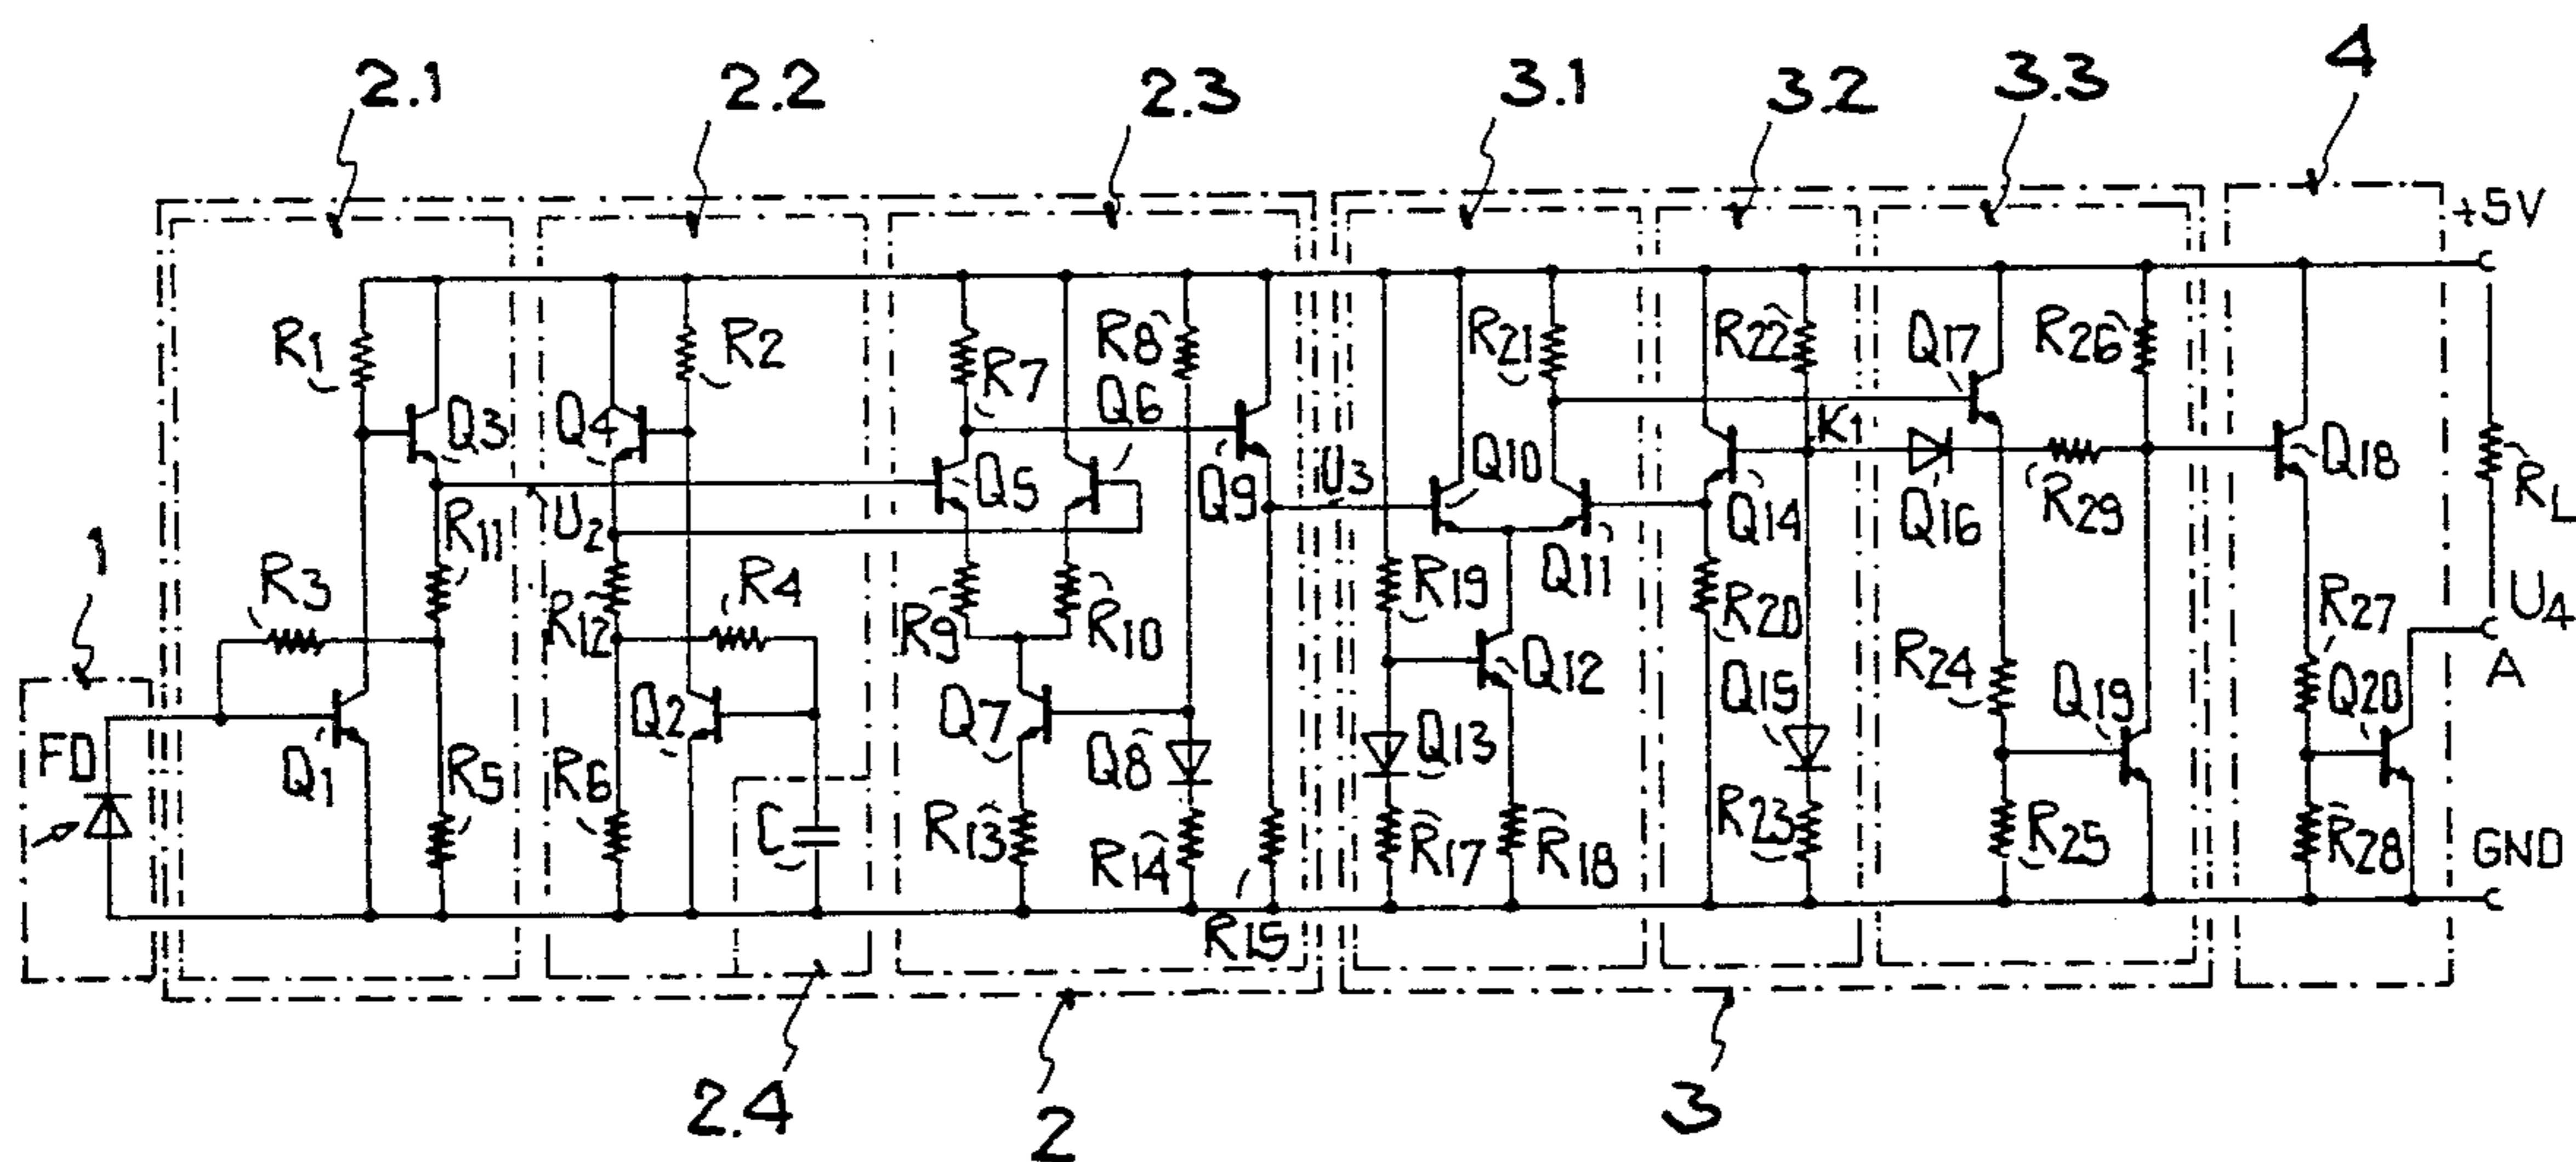 2.1 2.2 2.3 3.1 3.2 3.3 4
+5V
R1 R2 R7 R8 R21 R22 Q17 R26
Q3 Q4 Q6 K
Q5 Q9 U3 Q10 Q14 Q16 R29 Q18 RL
1 R11 U2
R3 R12 R4 R9 R10 R19 Q11 R20 R27 U4
Q12 R24 A
FD Q1 R5 R6 Q2 Q7 Q8 Q13 Q15 Q19 Q20
C R13 R14 R17 R18 R23 R25 R28 GND
R15
2.4 2 3